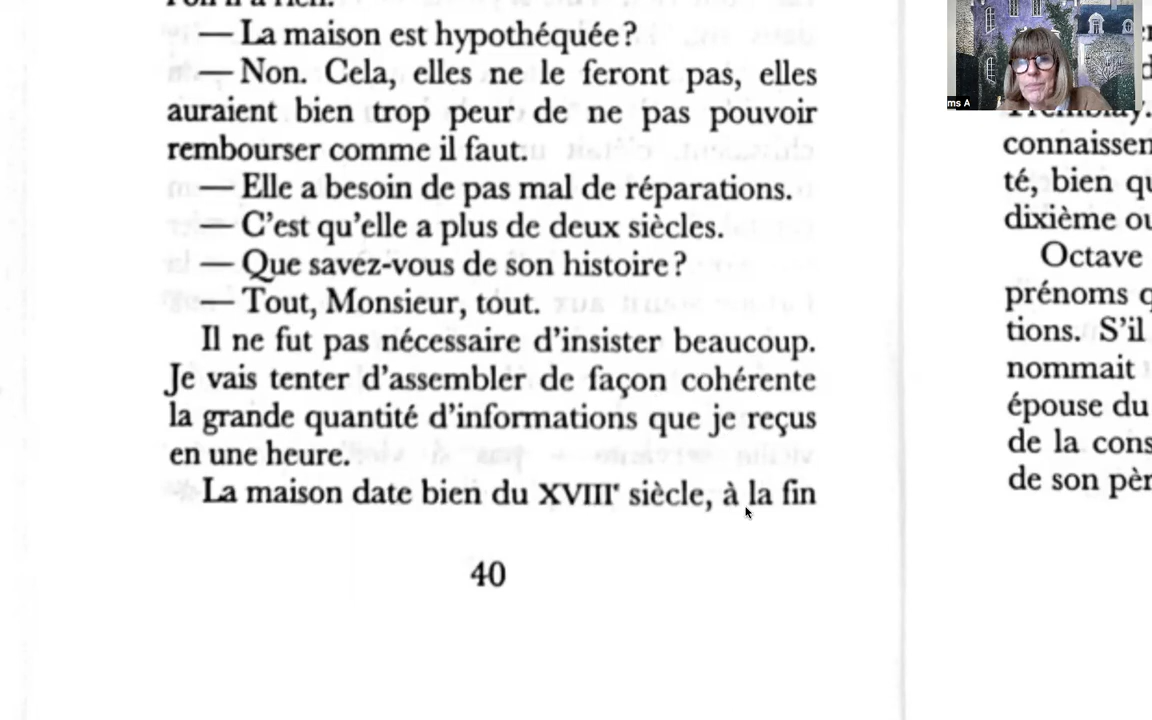 — La maison est hypothéquée ?
— Non. Cela, elles ne le feront pas, elles
auraient bien trop peur de ne pas pouvoir
rembourser comme il faut.
— Elle a besoin de pas mal de réparations.
— C'est qu'elle a plus de deux siècles.
— Que savez-vous de son histoire ?
— Tout, Monsieur, tout.
Il ne fut pas nécessaire d'insister beaucoup.
Je vais tenter d'assembler de façon cohérente
la grande quantité d'informations que je reçus
en une heure.
La maison date bien du XVIIIe siècle, à la fin
40
ms A
connaissen
té, bien qu
dixième ou
Octave
prénoms q
tions. S'il
nommait
épouse du
de la cons
de son pèr